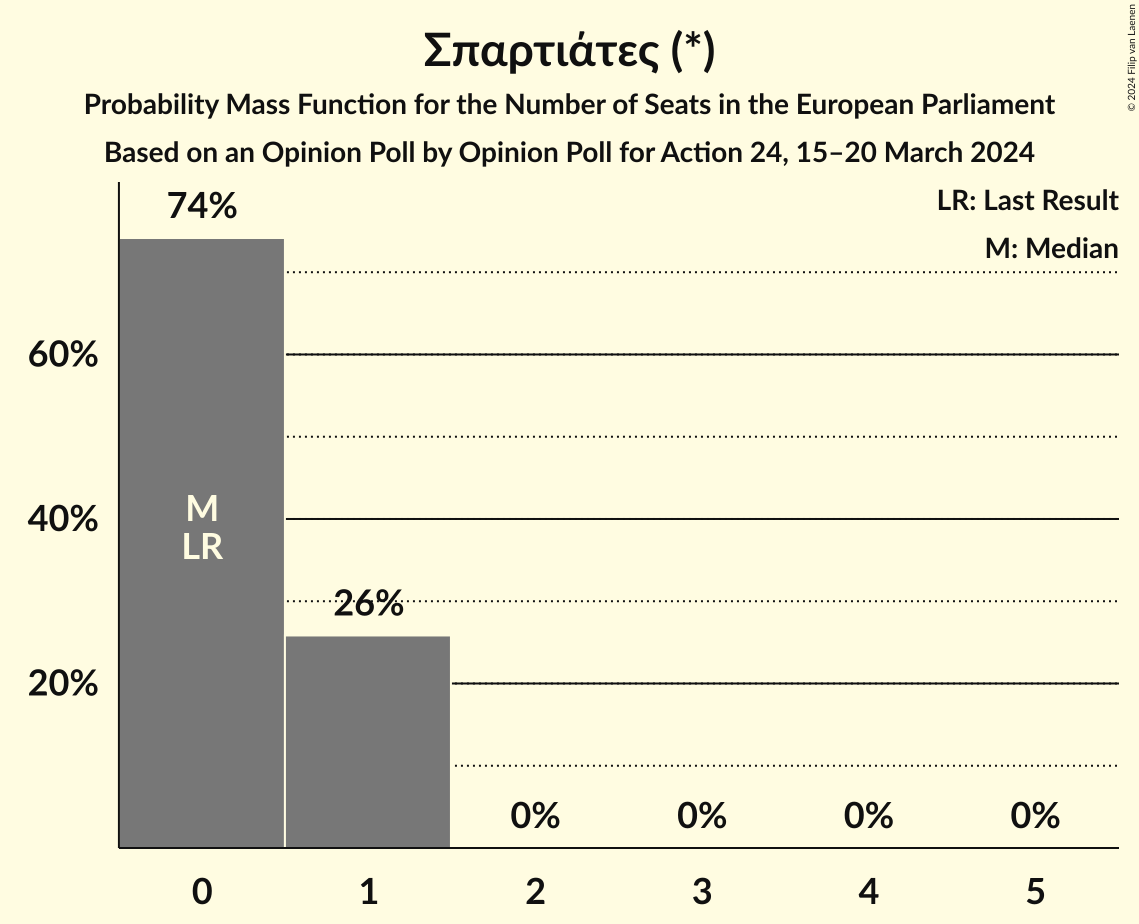 Σπαρτιάτες (*)
Probability Mass Function for the Number of Seats in the European Parliament
Based on an Opinion Poll by Opinion Poll for Action 24, 15–20 March 2024
© 2024 Filip van Laenen
LR: Last Result
M: Median
74%
60%
M
40%
LR
26%
20%
0% 0% 0% 0%
0 1 2 3 4 5